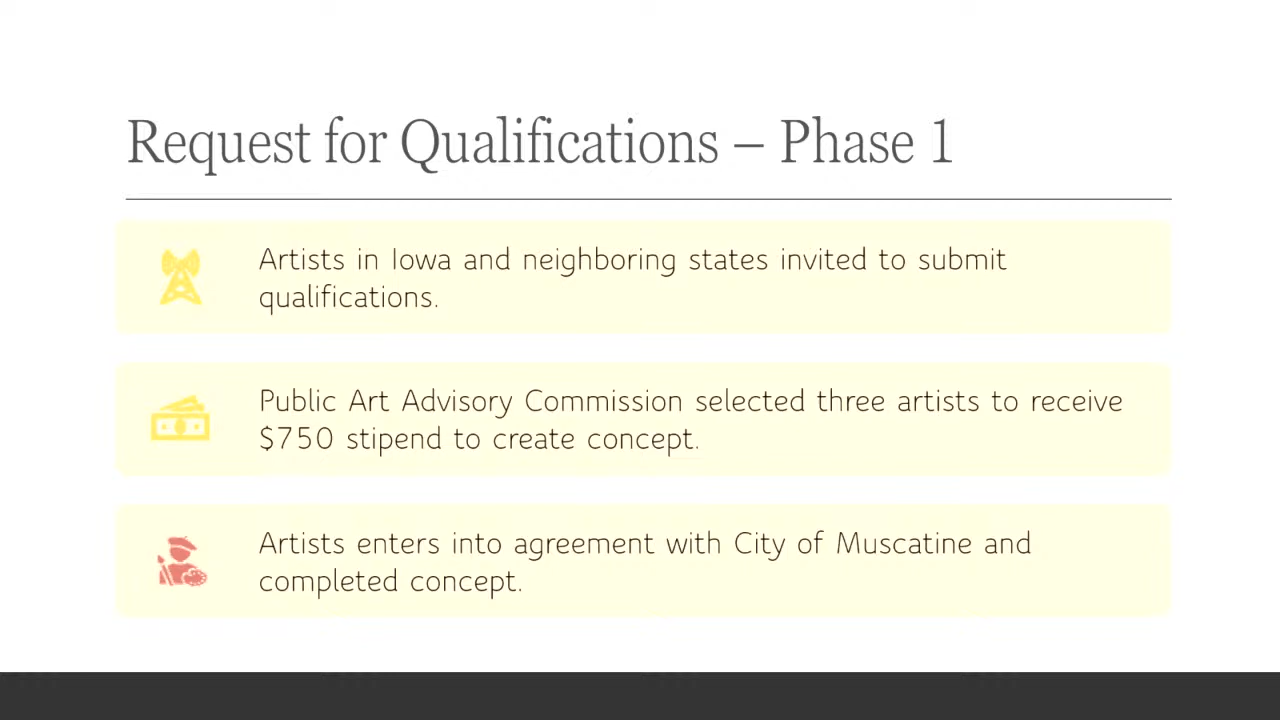 Request for Qualifications – Phase 1
Artists in Iowa and neighboring states invited to submit
qualifications.
Public Art Advisory Commission selected three artists to receive
$750 stipend to create concept.
Artists enters into agreement with City of Muscatine and
completed concept.